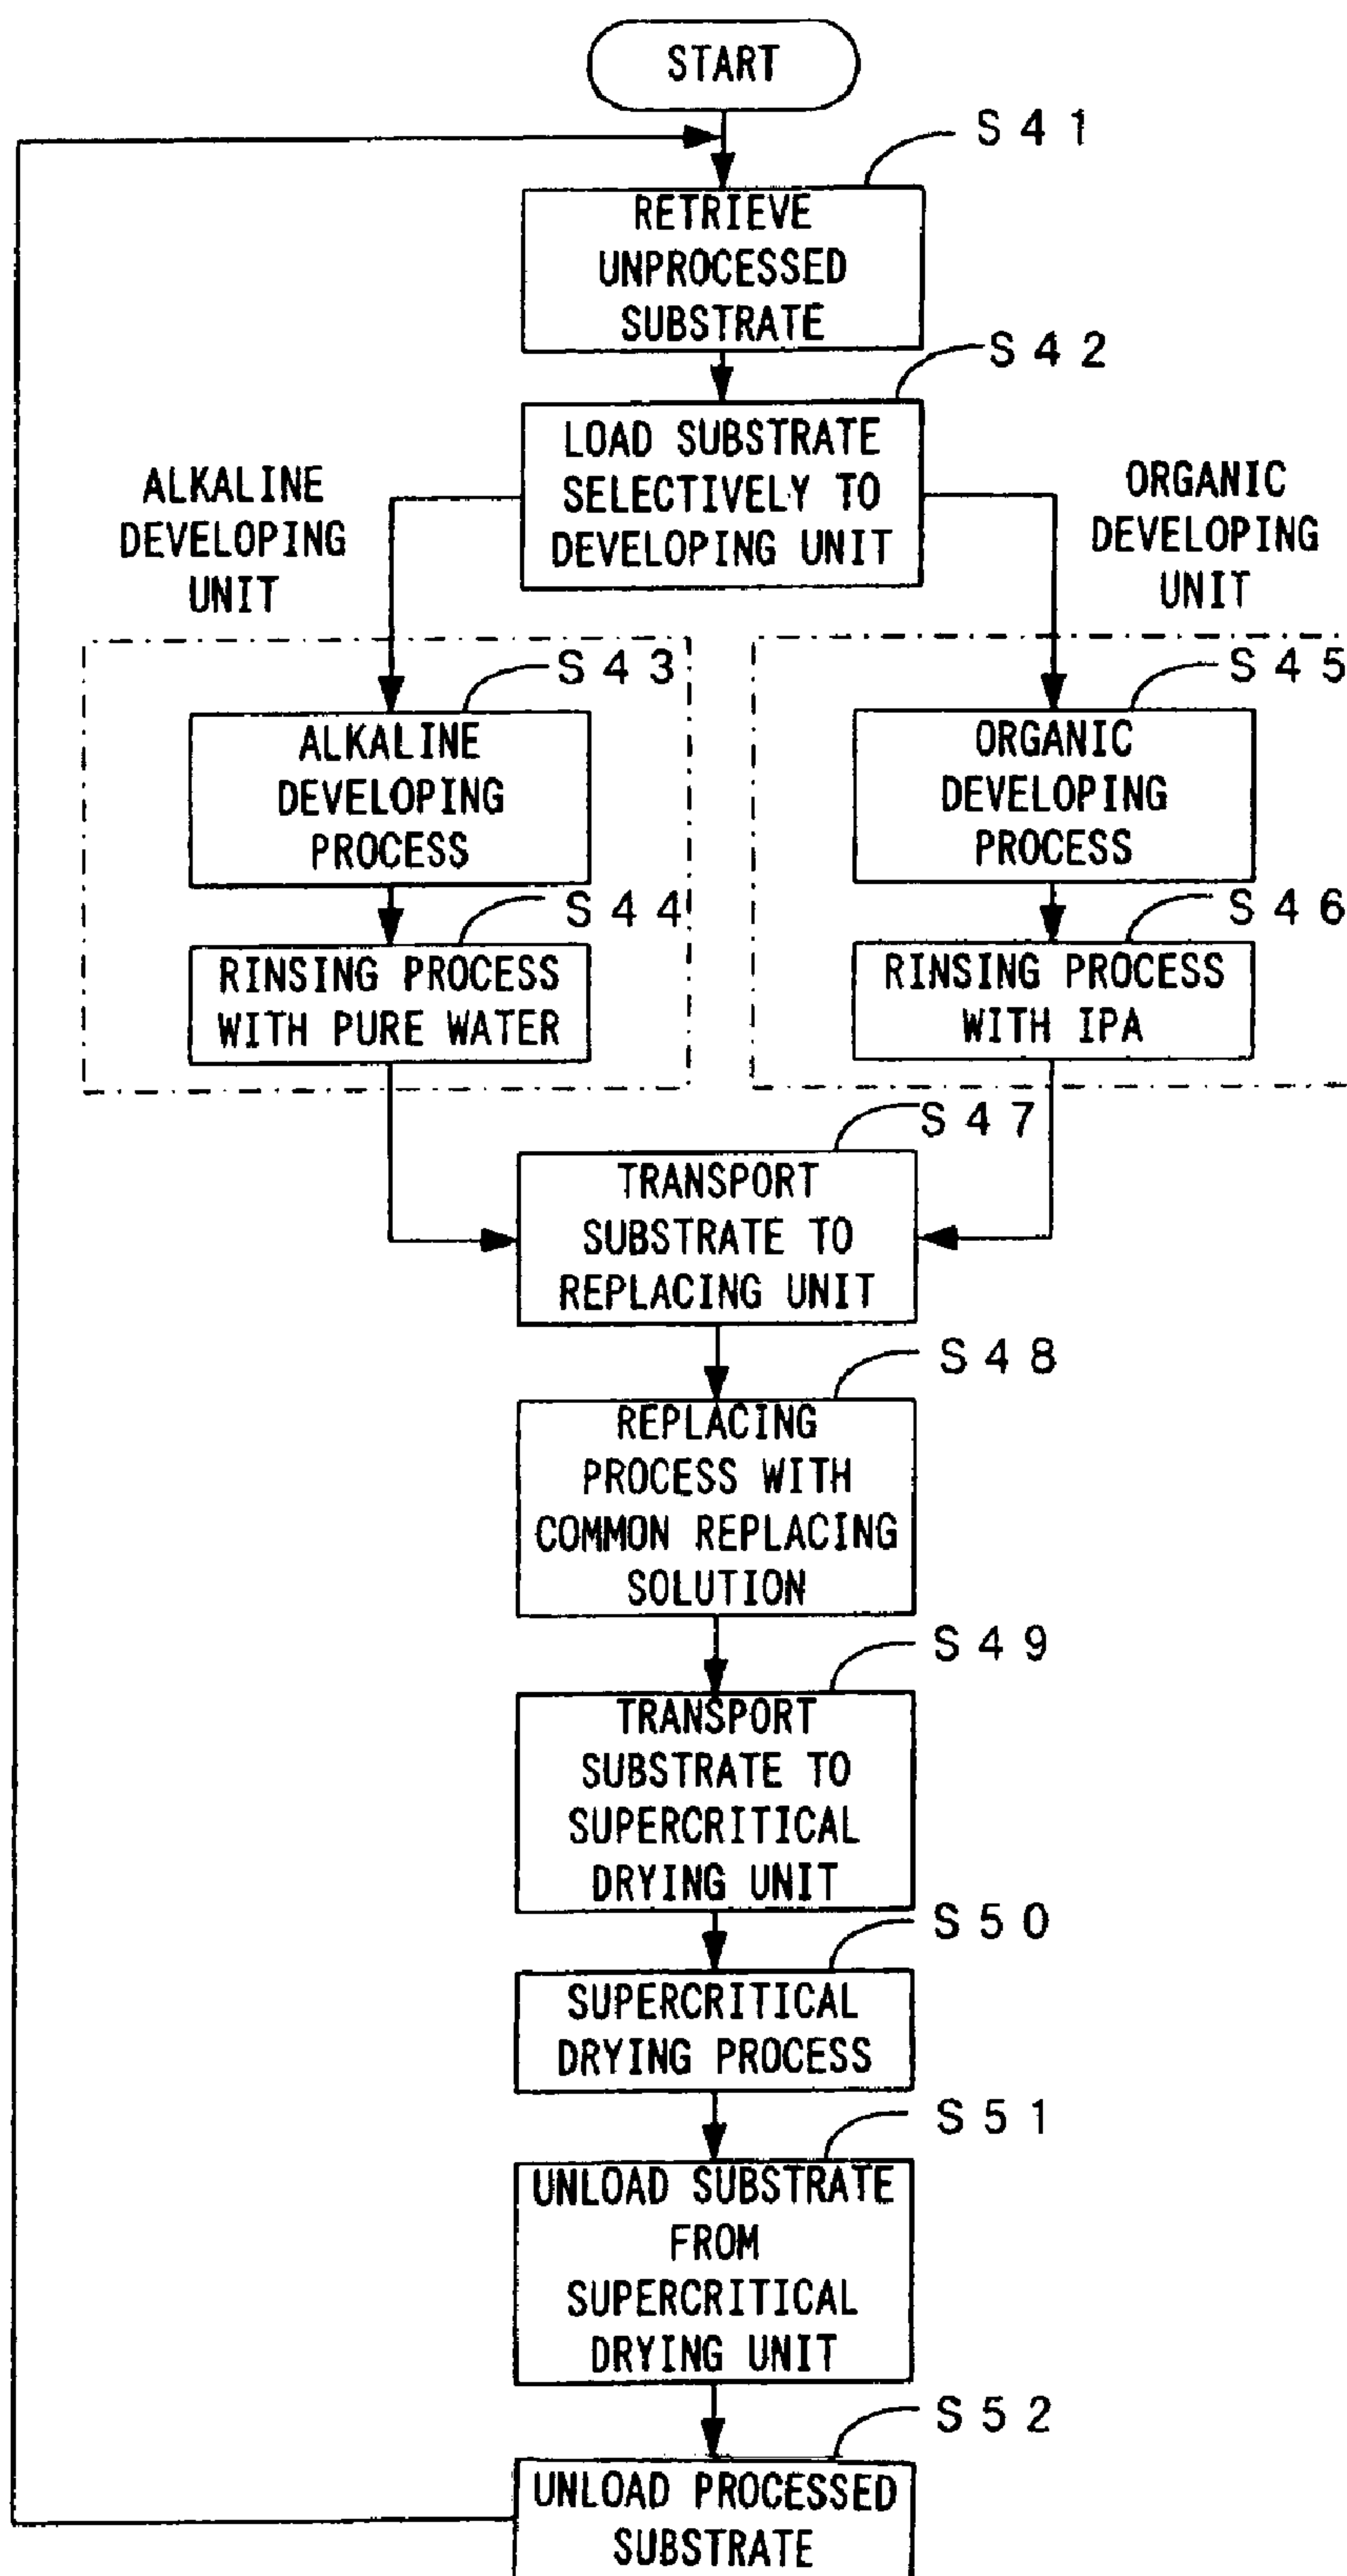 START
S41
RETRIEVE
UNPROCESSED
SUBSTRATE
S42
LOAD SUBSTRATE
SELECTIVELY TO
DEVELOPING UNIT
ALKALINE
DEVELOPING
UNIT
ORGANIC
DEVELOPING
UNIT
S43
ALKALINE
DEVELOPING
PROCESS
S44
RINSING PROCESS
WITH PURE WATER
S45
ORGANIC
DEVELOPING
PROCESS
S46
RINSING PROCESS
WITH IPA
S47
TRANSPORT
SUBSTRATE TO
REPLACING UNIT
S48
REPLACING
PROCESS WITH
COMMON REPLACING
SOLUTION
S49
TRANSPORT
SUBSTRATE TO
SUPERCRITICAL
DRYING UNIT
S50
SUPERCRITICAL
DRYING PROCESS
S51
UNLOAD SUBSTRATE
FROM
SUPERCRITICAL
DRYING UNIT
S52
UNLOAD PROCESSED
SUBSTRATE